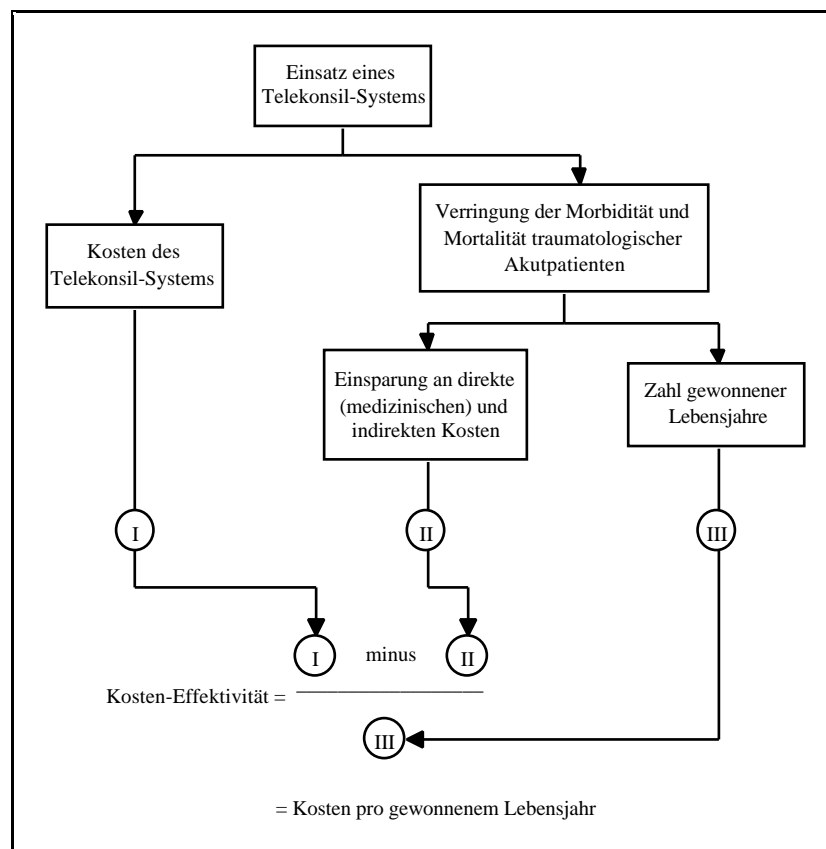 Einsatz eines
Telekonsil-Systems
Verringung der Morbidität und
Mortalität traumatologischer
Akutpatienten
Kosten des
Telekonsil-Systems
Einsparung an direkte
(medizinischen) und
indirekten Kosten
Zahl gewonnener
Lebensjahre
I
II
III
I minus II
Kosten-Effektivität =
III
= Kosten pro gewonnenem Lebensjahr